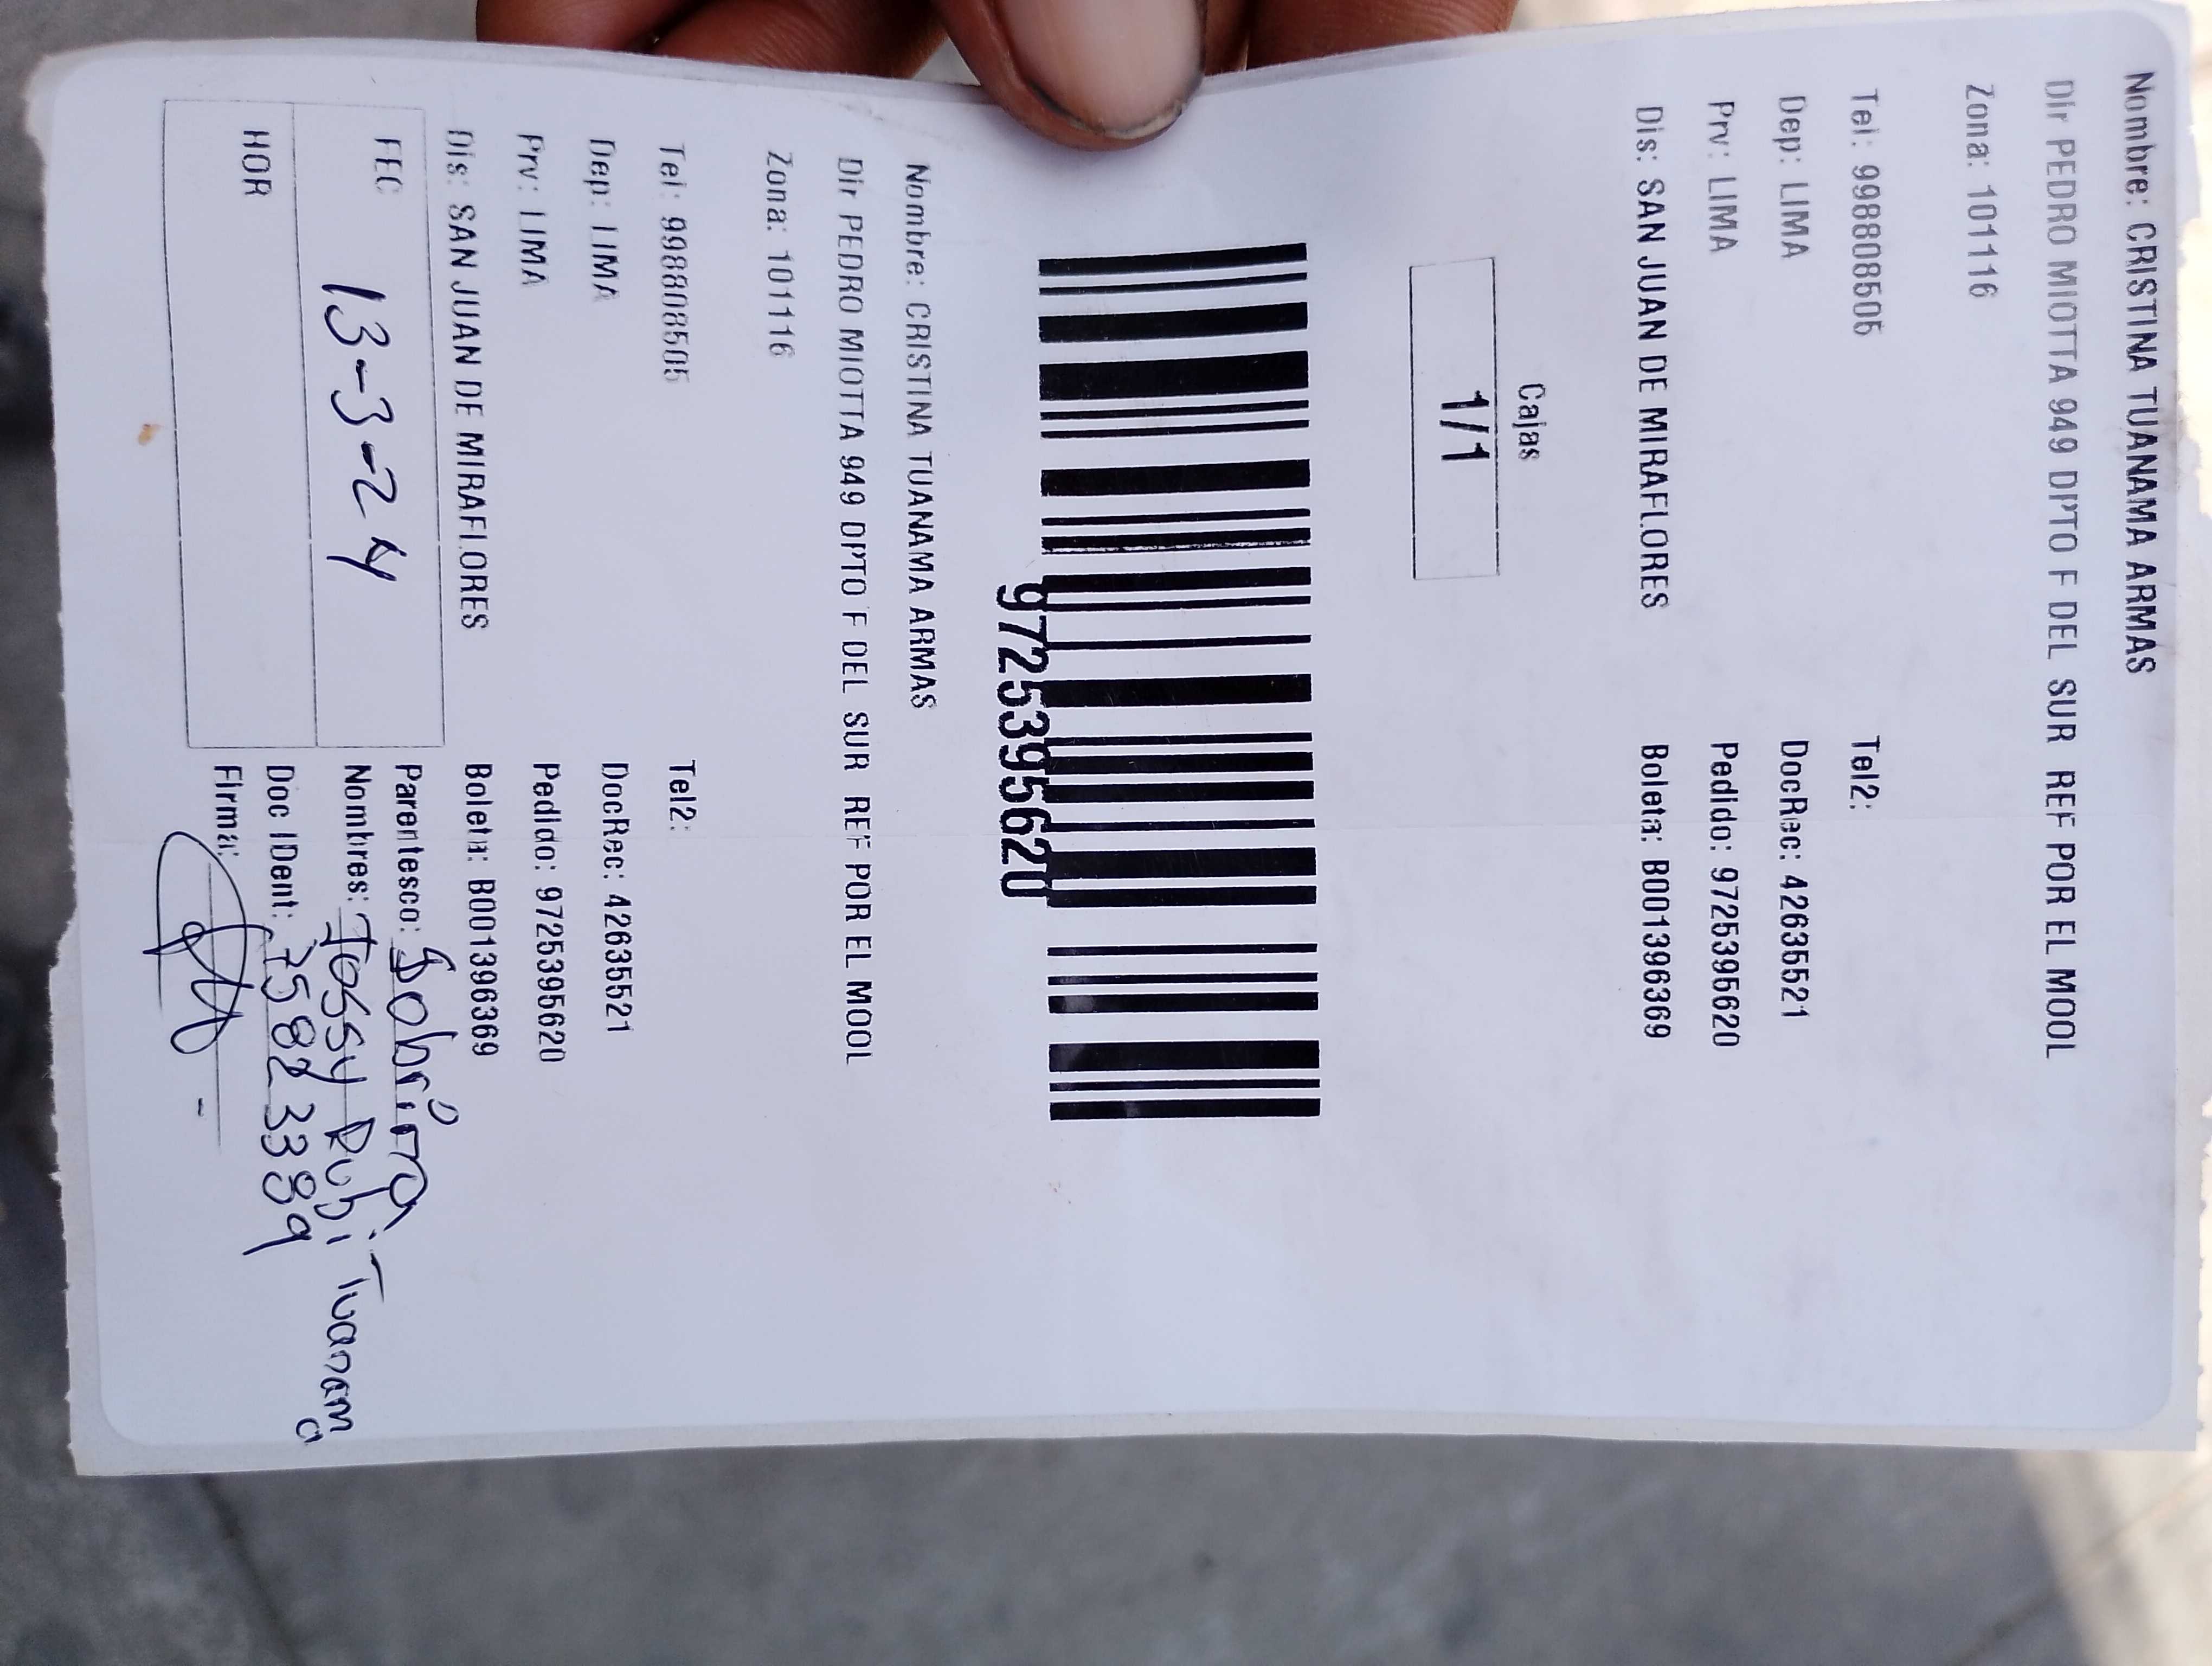 Nombre: CRISTINA TUANAMA ARMAS
Dir PEDRO MIOTTA 949 DPTO F DEL SUR REF POR EL MOOL
Zona: 101116
Tel: 998808505 Tel2:
Dep: LIMA DocRec: 42635521
Prv: LIMA Pedido: 9725395620
Dis: SAN JUAN DE MIRAFLORES Boleta: B001396369
Cajas
1/1
9725395620
Nombre: CRISTINA TUANAMA ARMAS
Dir PEDRO MIOTTA 949 DPTO F DEL SUR REF POR EL MOOL
Zona: 101116
Tel: 998808505 Tel2:
Dep: LIMA DocRec: 42635521
Prv: LIMA Pedido: 9725395620
Dis: SAN JUAN DE MIRAFLORES Boleta: B001396369
FEC 13-3-24
HOR
Parentesco: Sobrina
Nombres: Rubi Tuanama
Doc IDent: 75823389
Firma: